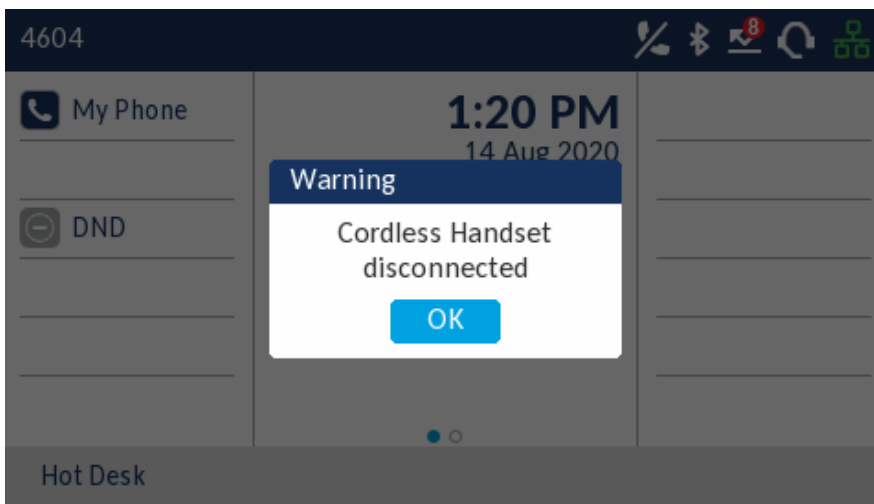 4604
8
My Phone
1:20 PM
14 Aug 2020
Warning
DND
Cordless Handset
disconnected
OK
Hot Desk